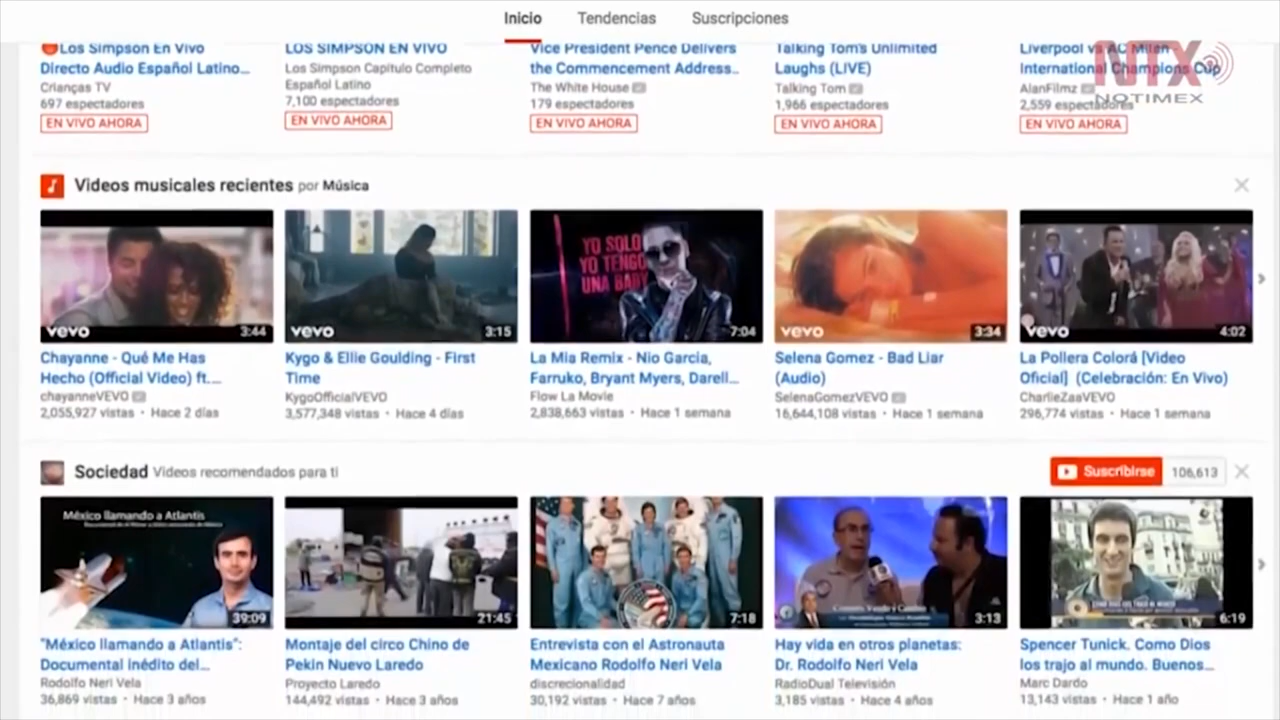 Inicio Tendencias Suscripciones
Los Simpson En Vivo
Directo Audio Español Latino...
Crianças TV
697 espectadores
EN VIVO AHORA
LOS SIMPSON EN VIVO
Los Simpson Capítulo Completo
Español Latino
7,100 espectadores
EN VIVO AHORA
Vice President Pence Delivers
the Commencement Address...
The White House
179 espectadores
EN VIVO AHORA
Talking Tom's Unlimited
Laughs (LIVE)
Talking Tom
1,966 espectadores
EN VIVO AHORA
Liverpool vs AC Milen
International Champions Cup
AlanFilmz
2,559 espectadores
EN VIVO AHORA
NTX
NOTIMEX
Videos musicales recientes por Música
vevo 3:44
Chayanne - Qué Me Has
Hecho (Official Video) ft....
chayanneVEVO
2,055,927 vistas · Hace 2 días
vevo 3:15
Kygo & Ellie Goulding - First
Time
KygoOfficialVEVO
3,577,348 vistas · Hace 4 días
YO SOLO
YO TENGO
UNA BABY
7:04
La Mia Remix - Nio Garcia,
Farruko, Bryant Myers, Darell...
Flow La Movie
2,838,663 vistas · Hace 1 semana
vevo 3:34
Selena Gomez - Bad Liar
(Audio)
SelenaGomezVEVO
16,644,108 vistas · Hace 1 semana
vevo 4:02
La Pollera Colorá [Video
Oficial] (Celebración: En Vivo)
CharlieZaaVEVO
296,774 vistas · Hace 1 semana
Sociedad Videos recomendados para ti
Suscribirse 106,613
México llamando a Atlantis
39:09
"México llamando a Atlantis":
Documental inédito del...
Rodolfo Neri Vela
36,869 vistas · Hace 3 años
21:45
Montaje del circo Chino de
Pekin Nuevo Laredo
Proyecto Laredo
144,492 vistas · Hace 3 años
7:18
Entrevista con el Astronauta
Mexicano Rodolfo Neri Vela
discrecionalidad
30,192 vistas · Hace 7 años
3:13
Hay vida en otros planetas:
Dr. Rodolfo Neri Vela
RadioDual Televisión
3,185 vistas · Hace 4 años
6:19
Spencer Tunick. Como Dios
los trajo al mundo. Buenos...
Marc Dardo
13,143 vistas · Hace 1 año